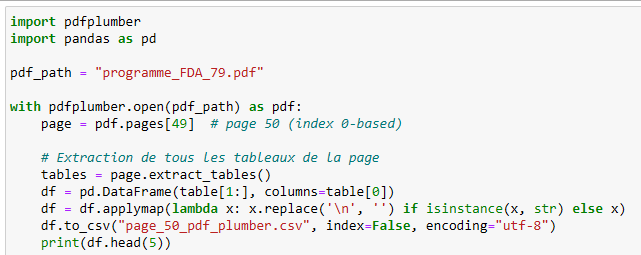 import pdfplumber
import pandas as pd
pdf_path = "programme_FDA_79.pdf"
with pdfplumber.open(pdf_path) as pdf:
    page = pdf.pages[49]  # page 50 (index 0-based)
    # Extraction de tous les tableaux de la page
    tables = page.extract_tables()
    df = pd.DataFrame(table[1:], columns=table[0])
    df = df.applymap(lambda x: x.replace('\n', '') if isinstance(x, str) else x)
    df.to_csv("page_50_pdf_plumber.csv", index=False, encoding="utf-8")
    print(df.head(5))